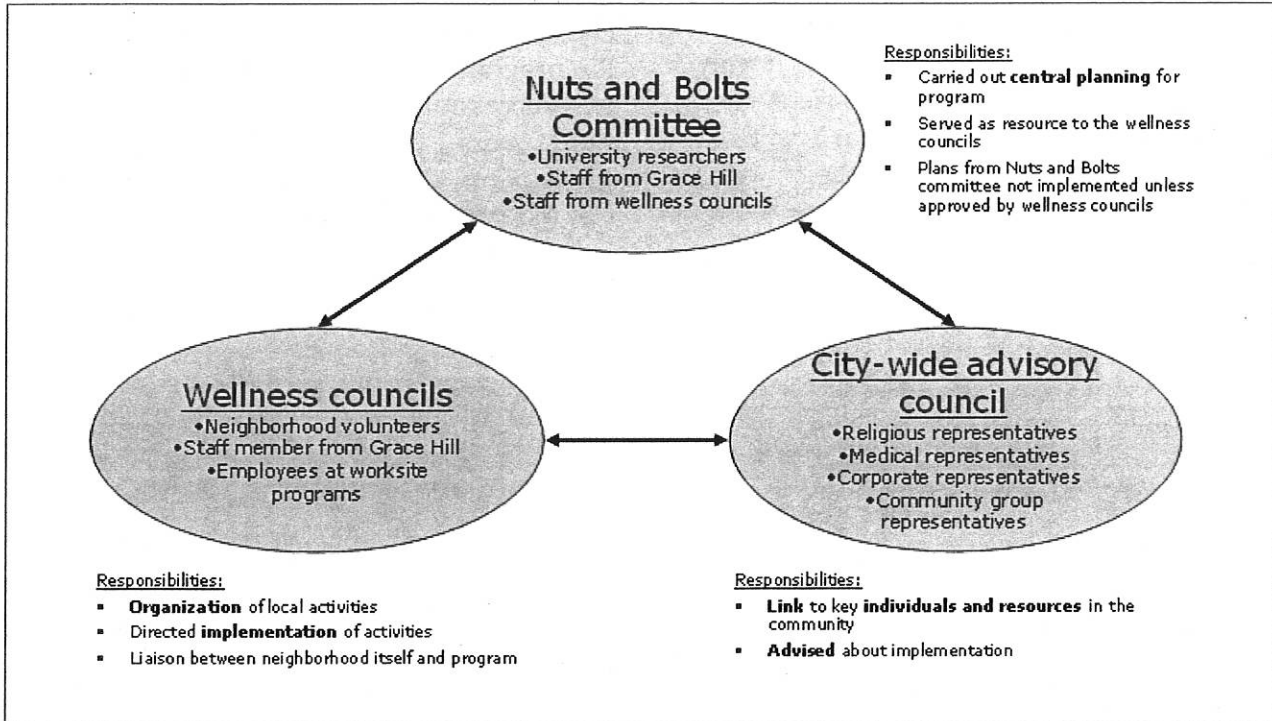 Nuts and Bolts
Committee
•University researchers
•Staff from Grace Hill
•Staff from wellness councils
Responsibilities:
▪ Carried out central planning for
program
▪ Served as resource to the wellness
councils
▪ Plans from Nuts and Bolts
committee not implemented unless
approved by wellness councils
Wellness councils
•Neighborhood volunteers
•Staff member from Grace Hill
•Employees at worksite
programs
City-wide advisory
council
•Religious representatives
•Medical representatives
•Corporate representatives
•Community group
representatives
Responsibilities:
▪ Organization of local activities
▪ Directed implementation of activities
▪ Liaison between neighborhood itself and program
Responsibilities:
▪ Link to key individuals and resources in the
community
▪ Advised about implementation